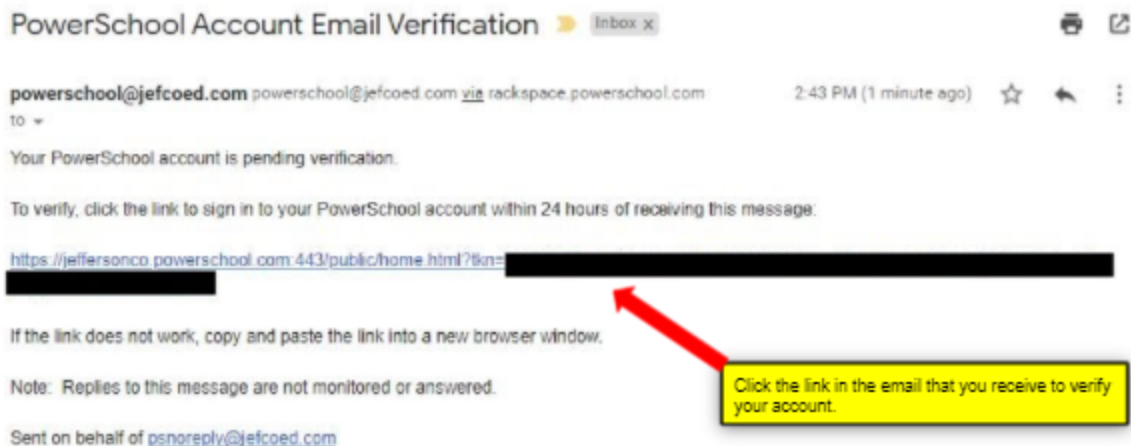 PowerSchool Account Email Verification Inbox x
powerschool@jefcoed.com powerschool@jefcoed.com via rackspace.powerschool.com 2:43 PM (1 minute ago)
to
Your PowerSchool account is pending verification.
To verify, click the link to sign in to your PowerSchool account within 24 hours of receiving this message:
https://jeffersonco.powerschool.com:443/public/home.html?tkn=
If the link does not work, copy and paste the link into a new browser window.
Note: Replies to this message are not monitored or answered.
Click the link in the email that you receive to verify
your account.
Sent on behalf of psnoreply@jefcoed.com